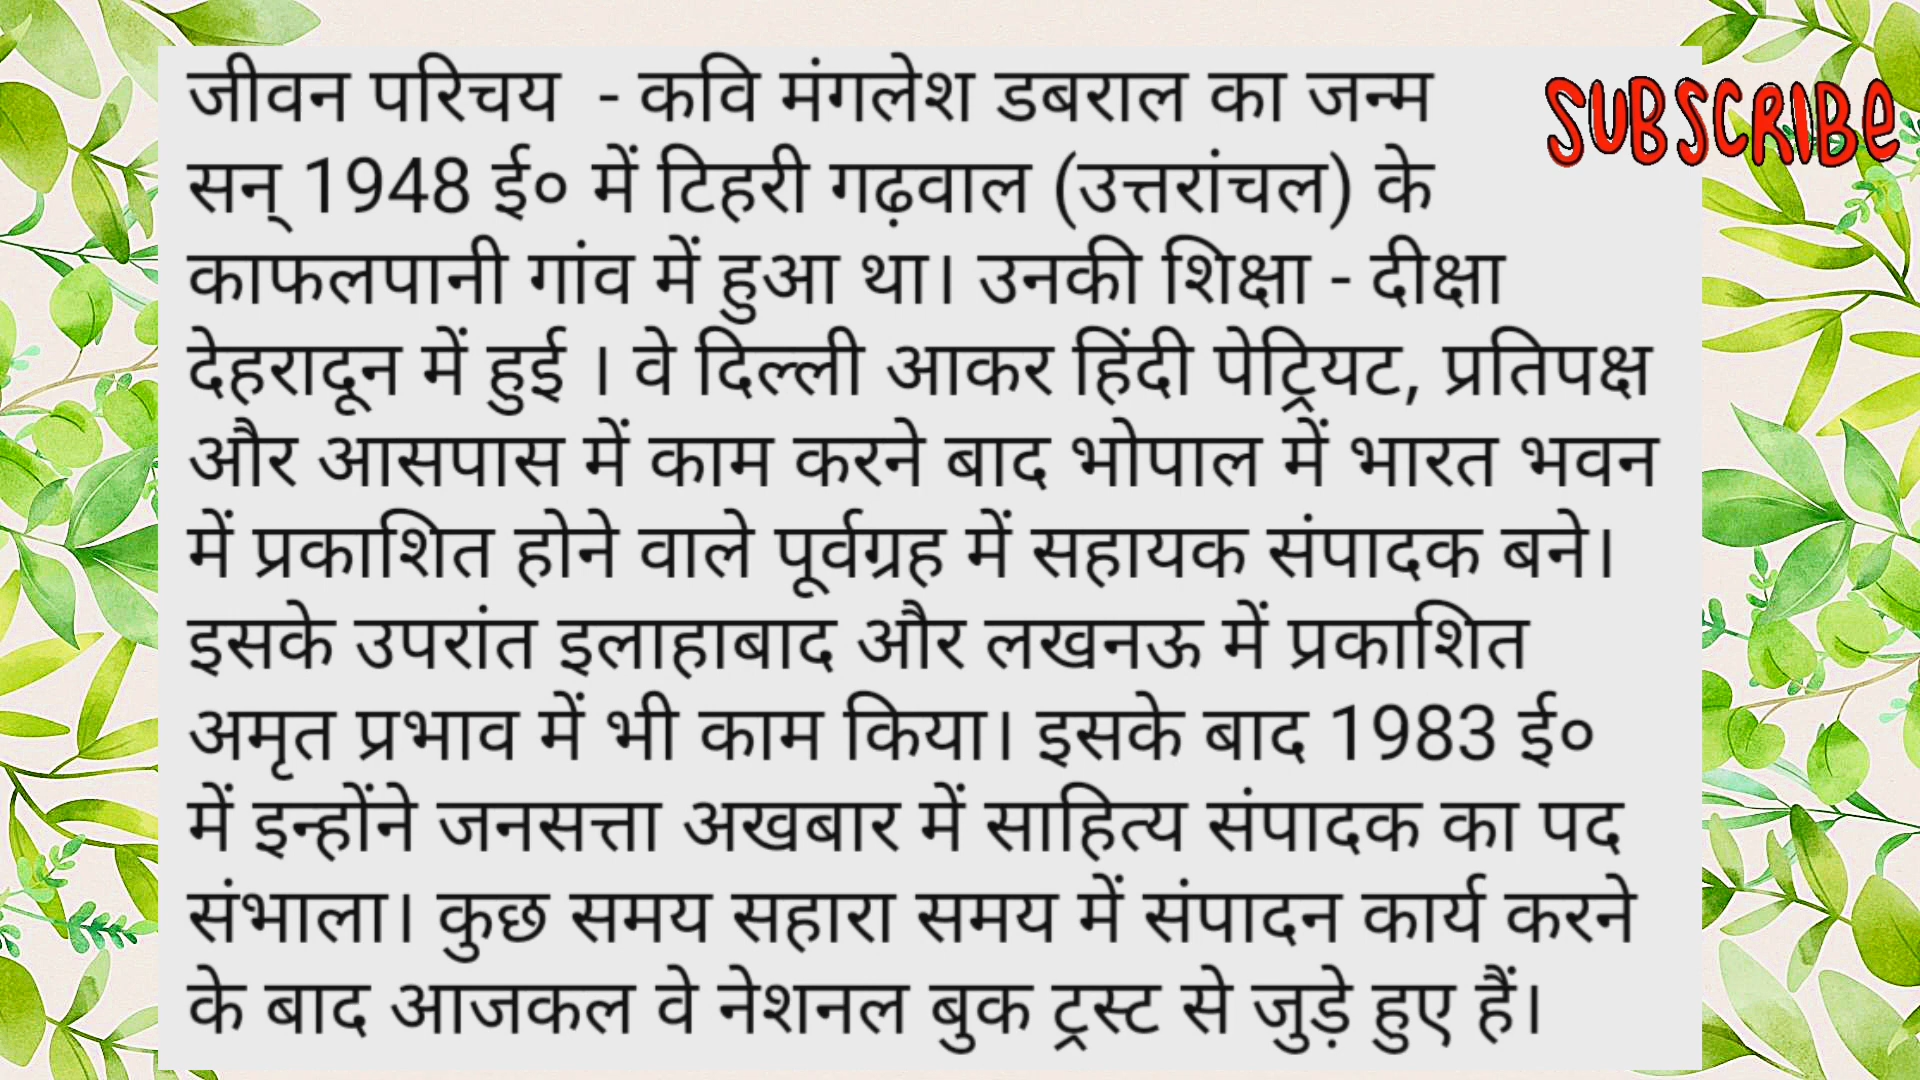 जीवन परिचय - कवि मंगलेश डबराल का जन्म
सन् 1948 ई० में टिहरी गढ़वाल (उत्तरांचल) के
काफलपानी गांव में हुआ था। उनकी शिक्षा - दीक्षा
देहरादून में हुई । वे दिल्ली आकर हिंदी पेट्रियट, प्रतिपक्ष
और आसपास में काम करने बाद भोपाल में भारत भवन
में प्रकाशित होने वाले पूर्वग्रह में सहायक संपादक बने।
इसके उपरांत इलाहाबाद और लखनऊ में प्रकाशित
अमृत प्रभाव में भी काम किया। इसके बाद 1983 ई०
में इन्होंने जनसत्ता अखबार में साहित्य संपादक का पद
संभाला। कुछ समय सहारा समय में संपादन कार्य करने
के बाद आजकल वे नेशनल बुक ट्रस्ट से जुड़े हुए हैं।
SUBSCRIBE